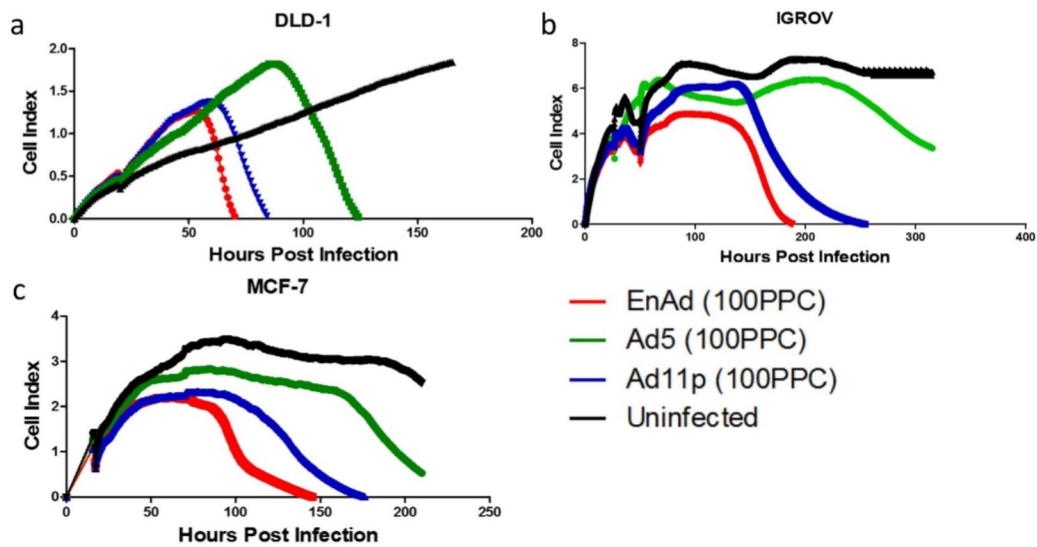 a
DLD-1
2.0
1.5
1.0
0.5
0.0
Cell Index
0 50 100 150 200
Hours Post Infection
b
IGROV
8
6
4
2
0
Cell Index
0 100 200 300 400
Hours Post Infection
c
MCF-7
4
3
2
1
0
Cell Index
0 50 100 150 200 250
Hours Post Infection
EnAd (100PPC)
Ad5 (100PPC)
Ad11p (100PPC)
Uninfected